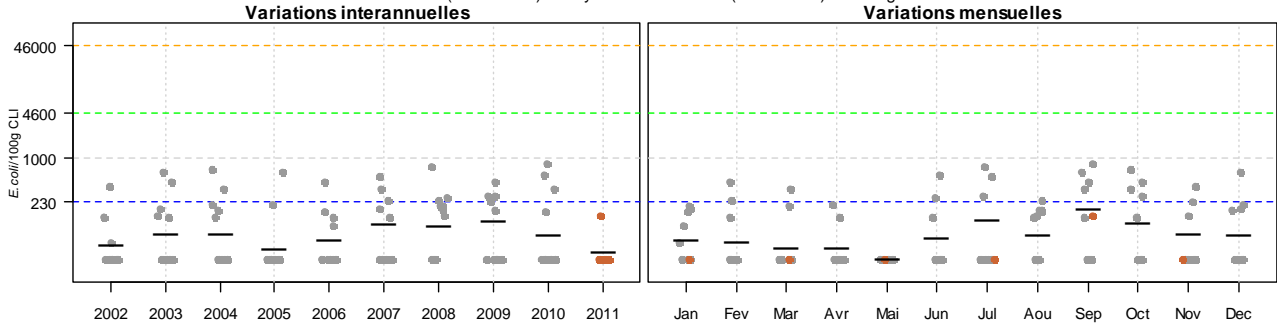 Variations interannuelles
Variations mensuelles
46000
4600
1000
230
E.coli/100g CLI
2002 2003 2004 2005 2006 2007 2008 2009 2010 2011
Jan Fev Mar Avr Mai Jun Jul Aou Sep Oct Nov Dec